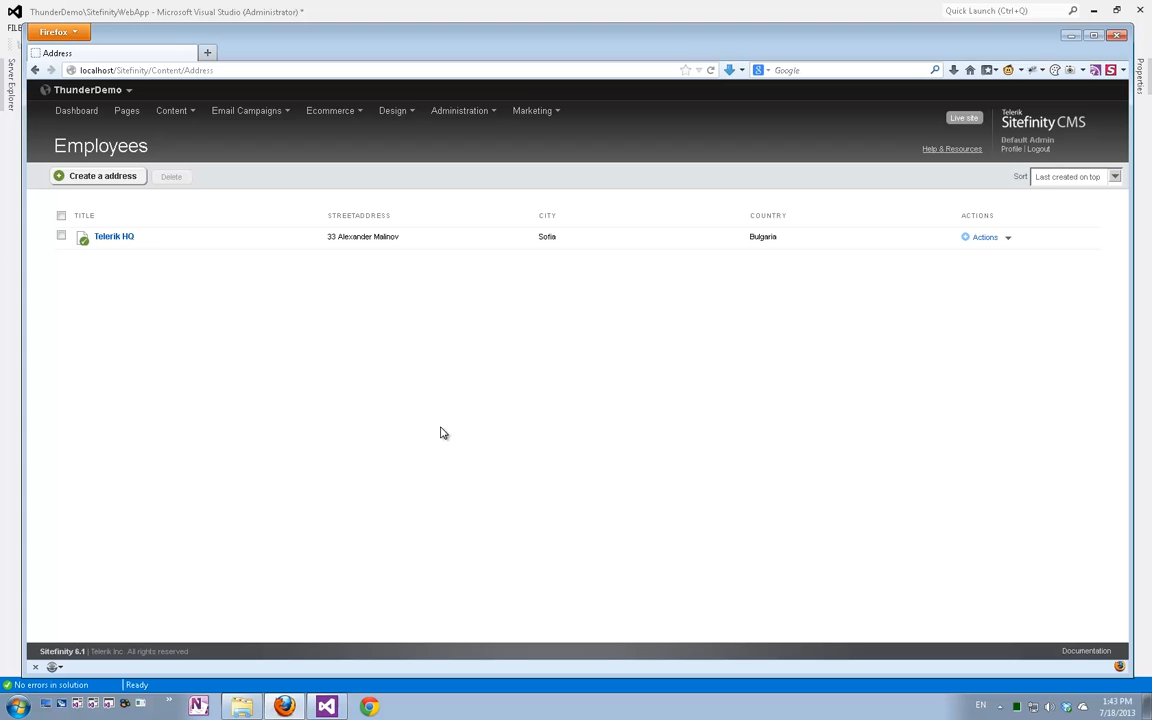 ThunderDemo\SitefinityWebApp - Microsoft Visual Studio (Administrator) *
Quick Launch (Ctrl+Q)
FILE
Firefox
Address
localhost/Sitefinity/Content/Address
Google
Server Explorer
Properties
ThunderDemo
Dashboard Pages Content Email Campaigns Ecommerce Design Administration Marketing
Live site
Telerik
Sitefinity CMS
Default Admin
Help & Resources
Profile | Logout
Employees
Create a address
Delete
Sort
Last created on top
TITLE STREETADDRESS CITY COUNTRY ACTIONS
Telerik HQ 33 Alexander Malinov Sofia Bulgaria Actions
Sitefinity 6.1 | Telerik Inc. All rights reserved
Documentation
No errors in solution
Ready
EN
1:43 PM
7/18/2013